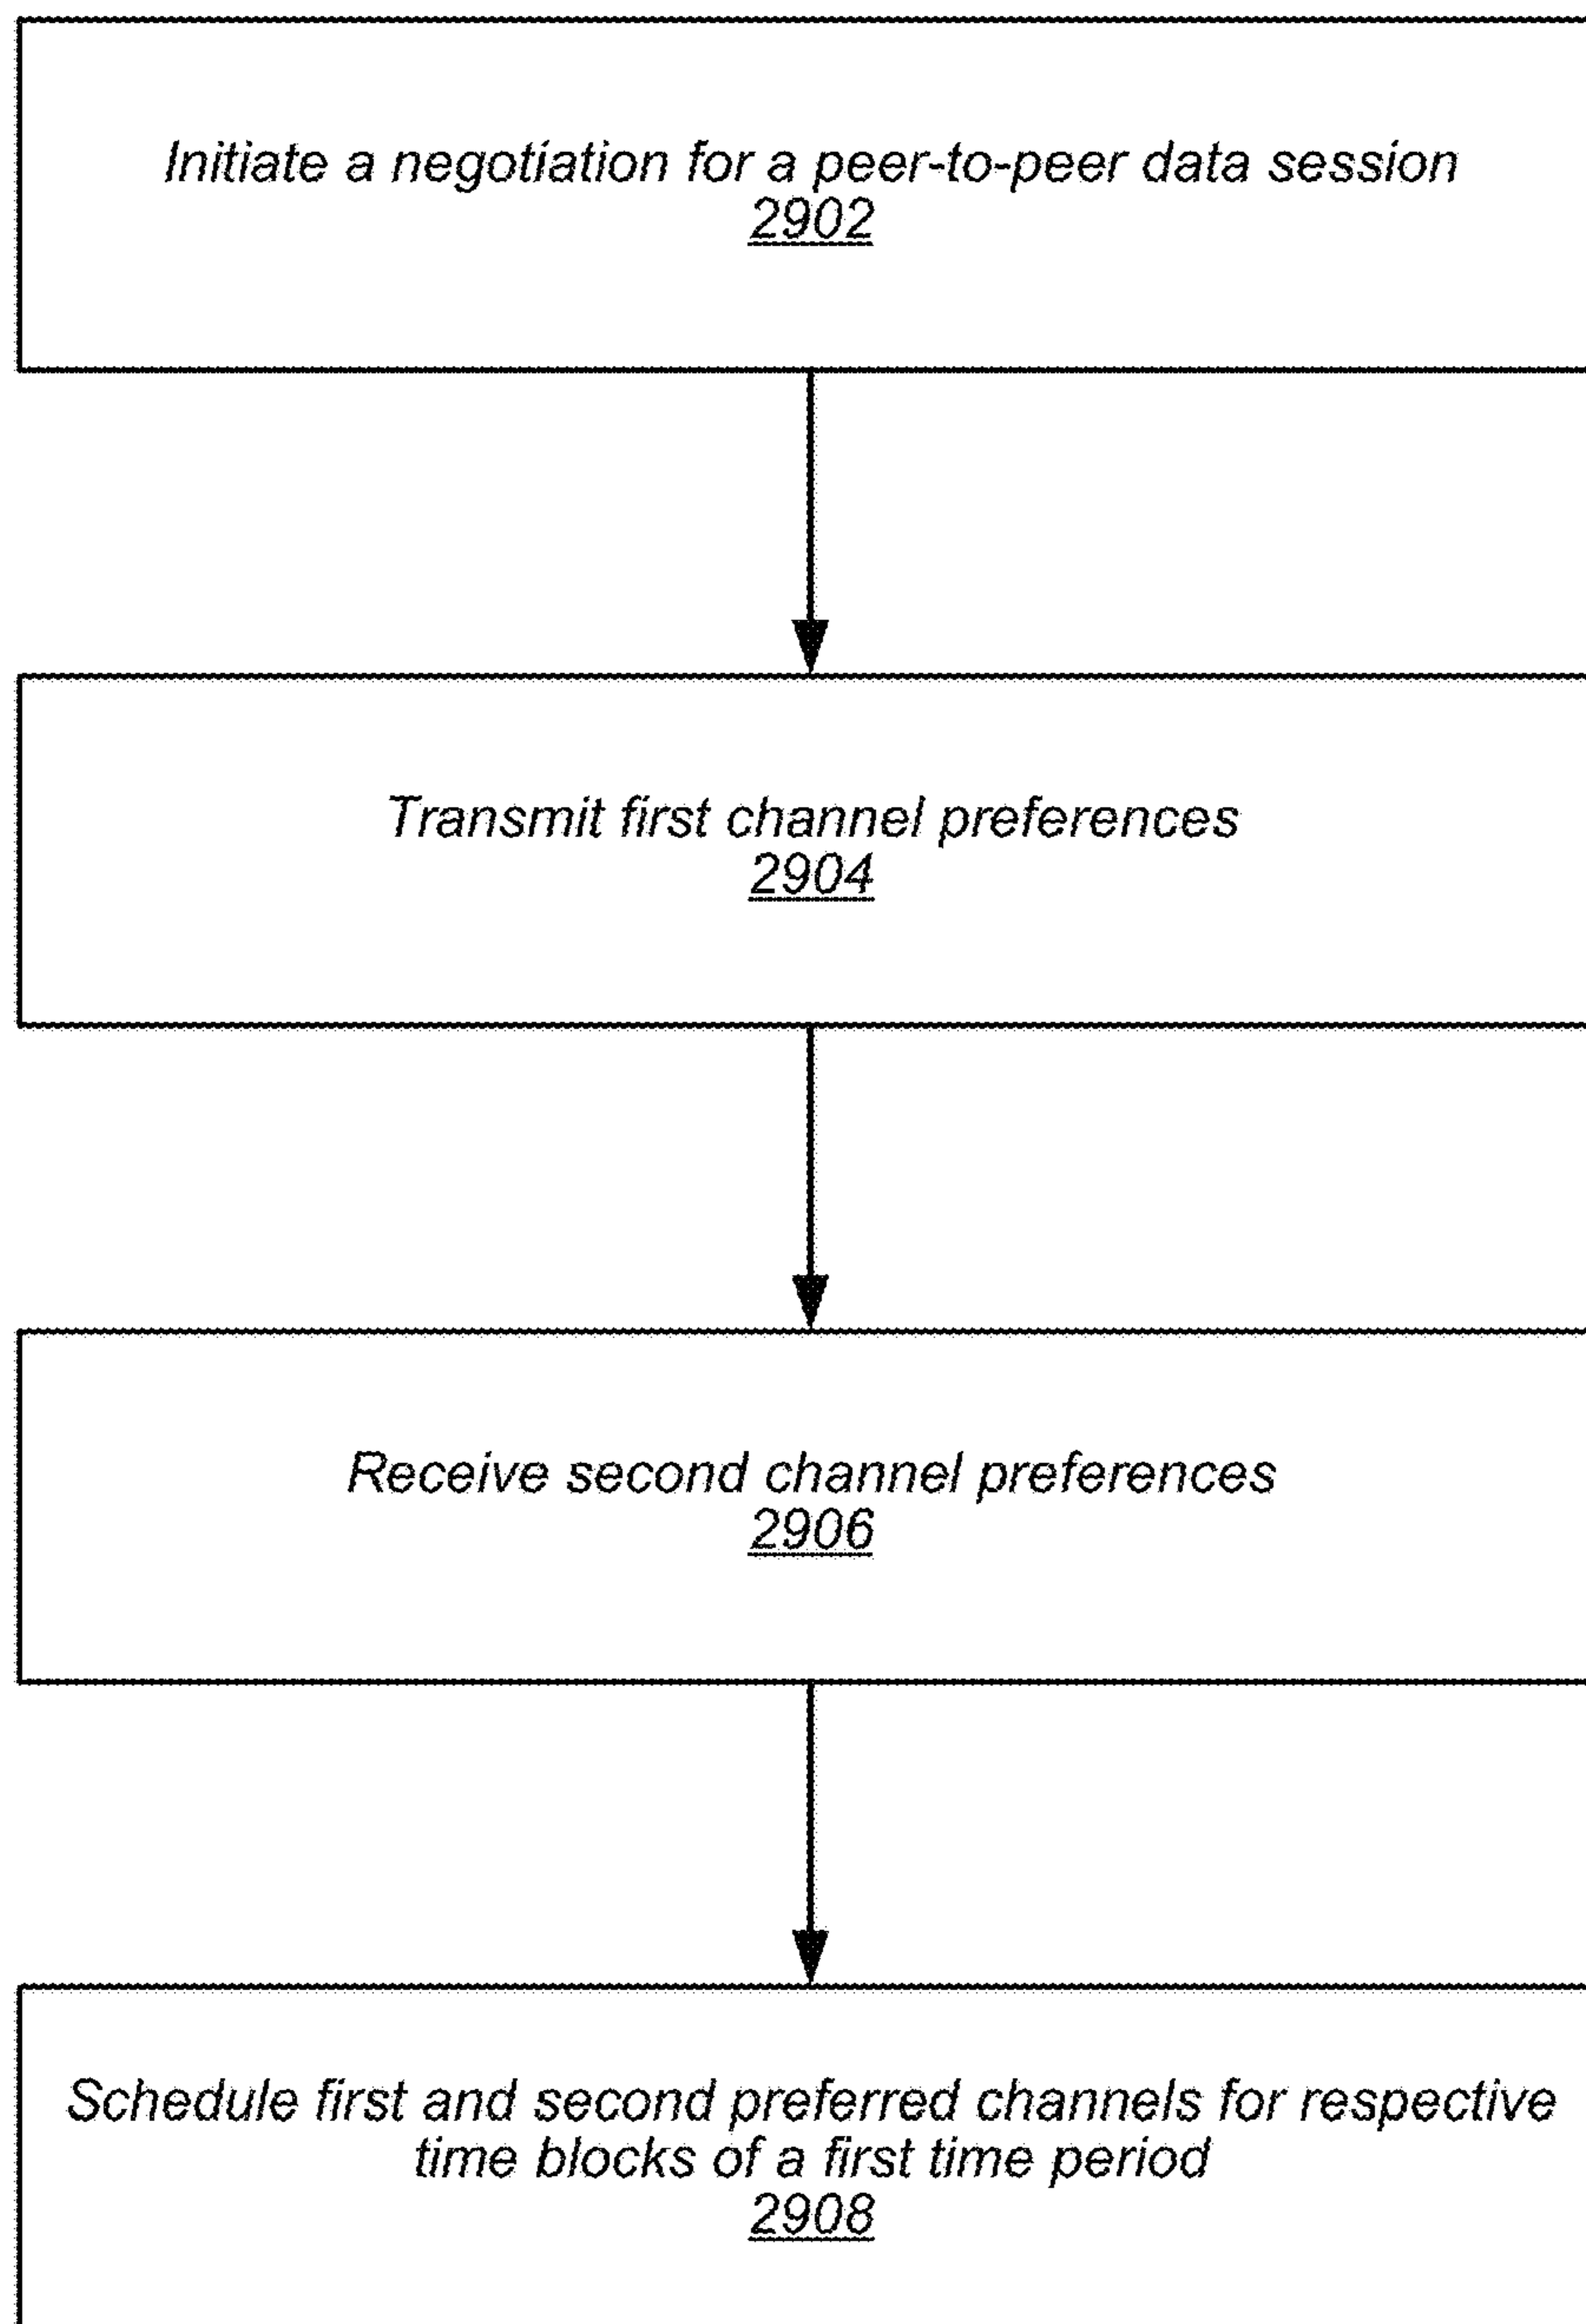 Initiate a negotiation for a peer-to-peer data session
2902
Transmit first channel preferences
2904
Receive second channel preferences
2906
Schedule first and second preferred channels for respective
time blocks of a first time period
2908